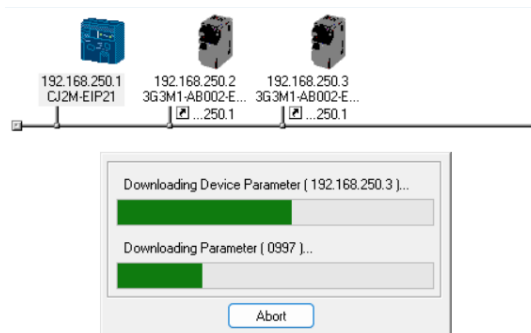 192.168.250.1
CJ2M-EIP21
192.168.250.2
3G3M1-AB002-E...
...250.1
192.168.250.3
3G3M1-AB002-E...
...250.1
Downloading Device Parameter ( 192.168.250.3 )...
Downloading Parameter ( 0997 )...
Abort